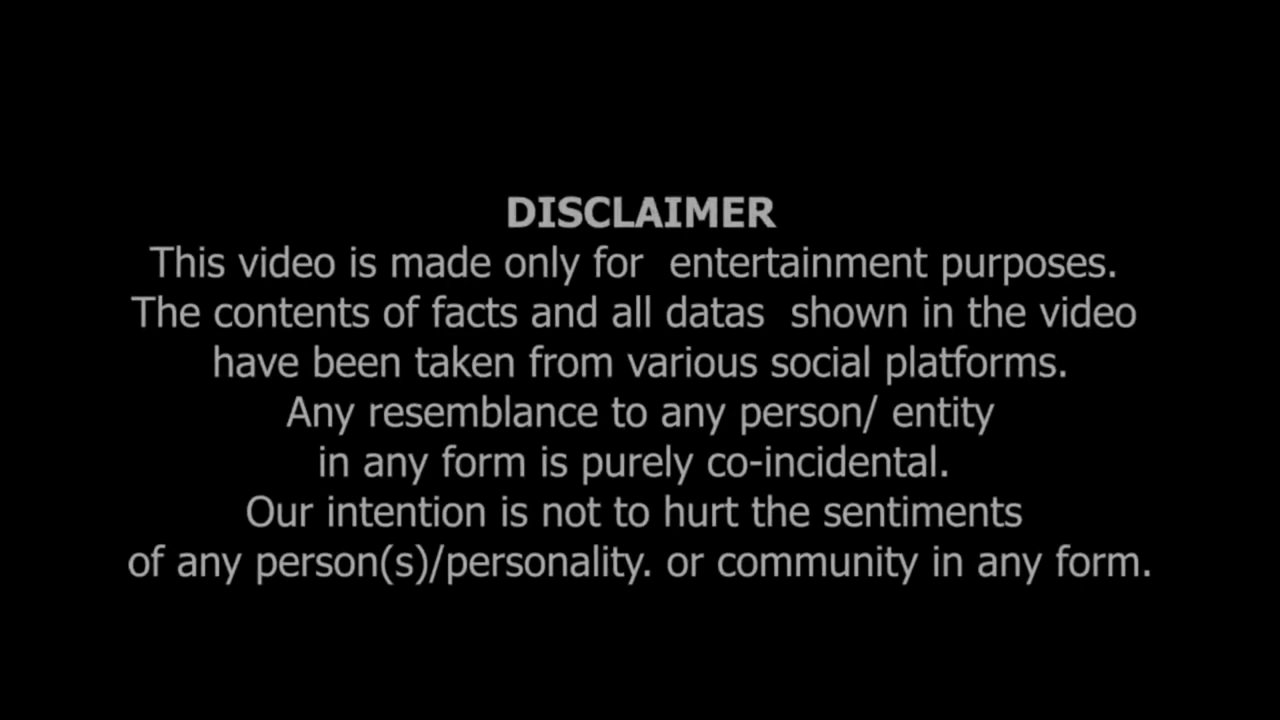 DISCLAIMER
This video is made only for  entertainment purposes.
The contents of facts and all datas  shown in the video
have been taken from various social platforms.
Any resemblance to any person/ entity
in any form is purely co-incidental.
Our intention is not to hurt the sentiments
of any person(s)/personality. or community in any form.